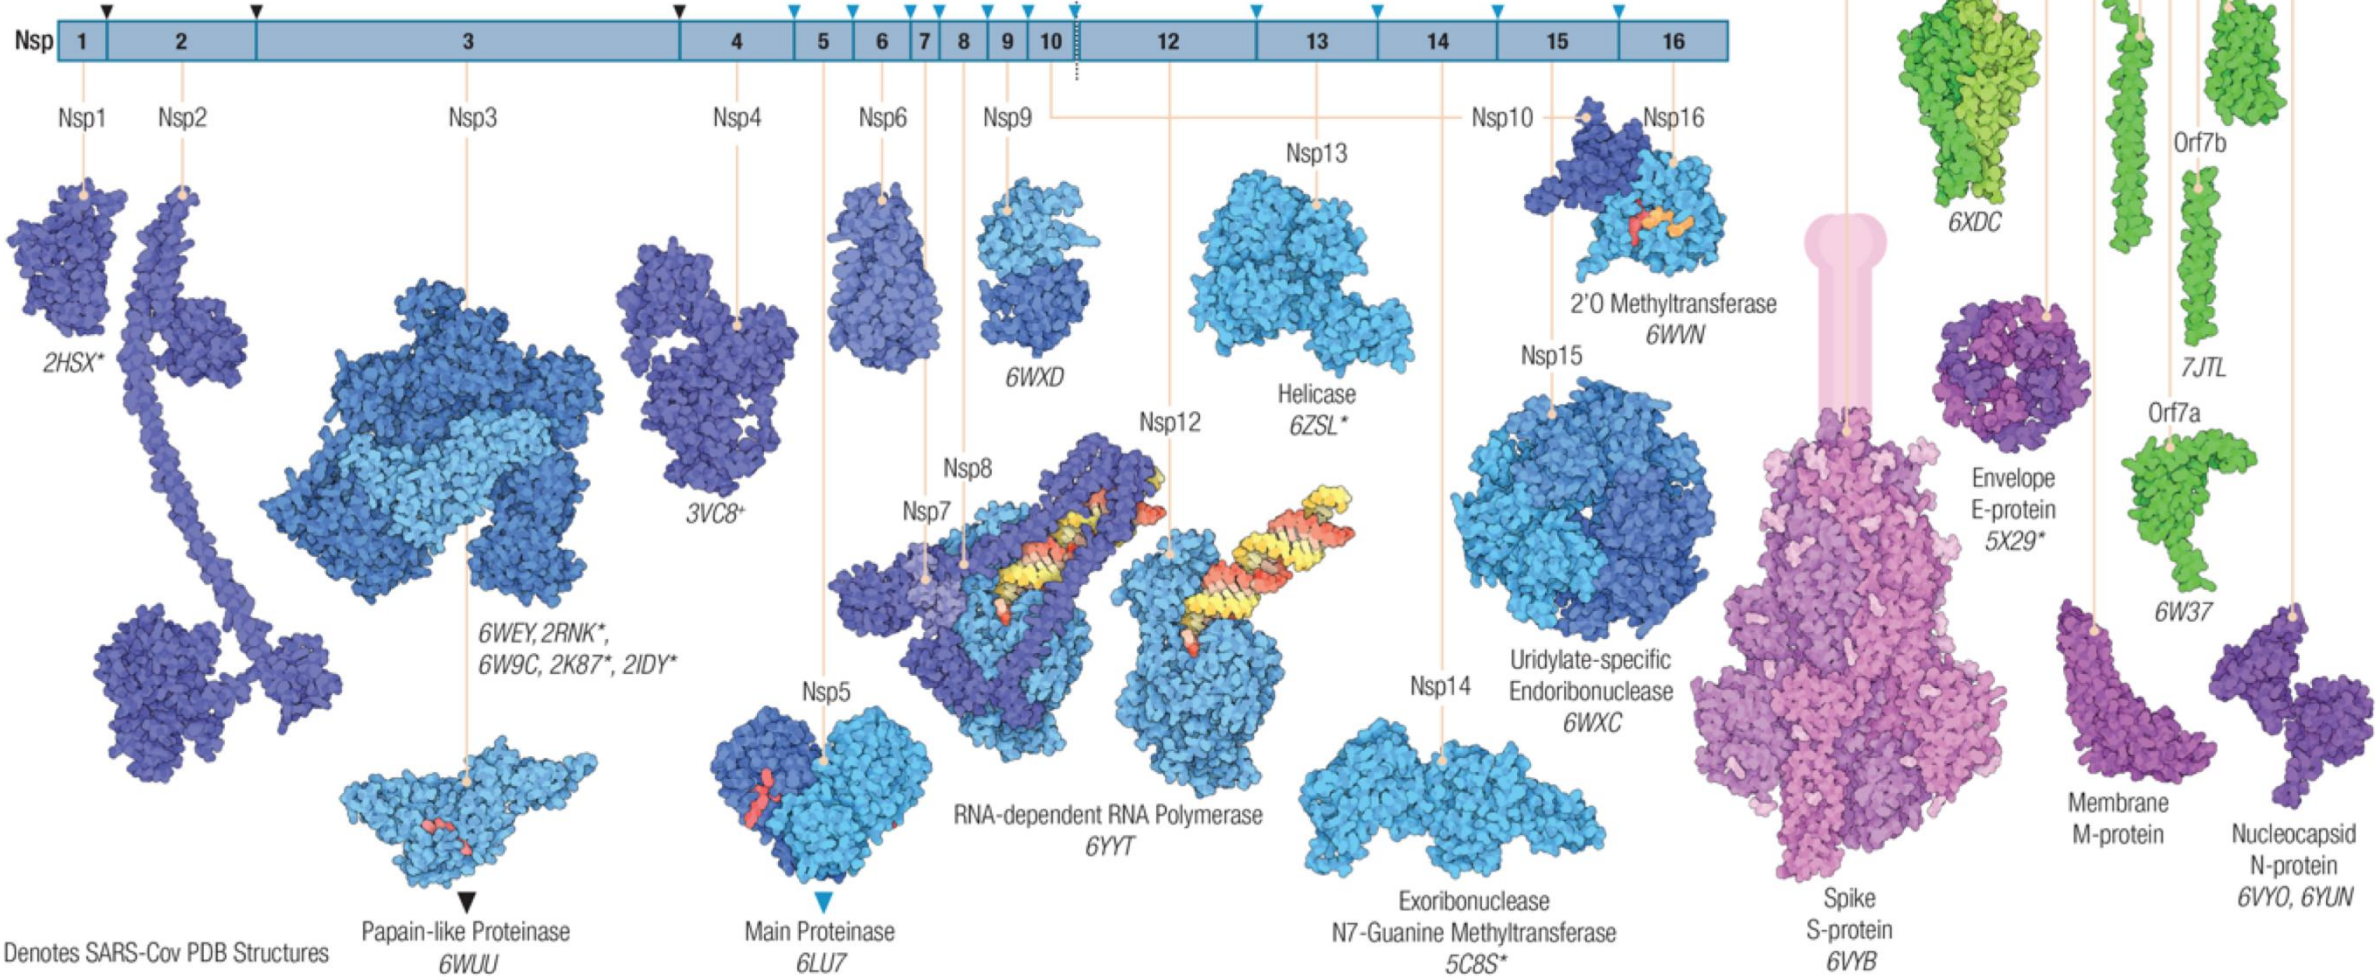 Nsp 1 2 3 4 5 6 7 8 9 10 12 13 14 15 16
Nsp1
Nsp2
Nsp3
Nsp4
Nsp6
Nsp9
Nsp10
Nsp16
Nsp13
Orf7b
6XDC
2'O Methyltransferase
6WVN
2HSX*
Nsp15
7JTL
6WXD
Helicase
6ZSL*
Nsp12
Orf7a
Nsp8
Nsp7
3VC8+
Envelope
E-protein
5X29*
6W37
6WEY, 2RNK*,
6W9C, 2K87*, 2IDY*
Uridylate-specific
Endoribonuclease
6WXC
Nsp5
Nsp14
RNA-dependent RNA Polymerase
6YYT
Membrane
M-protein
Nucleocapsid
N-protein
6VYO, 6YUN
Denotes SARS-Cov PDB Structures
Papain-like Proteinase
6WUU
Main Proteinase
6LU7
Exoribonuclease
N7-Guanine Methyltransferase
5C8S*
Spike
S-protein
6VYB